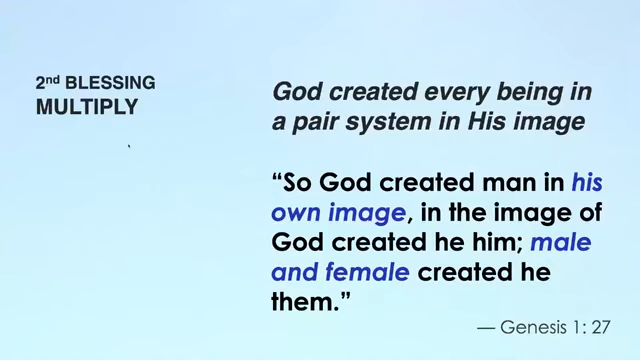 2nd BLESSING
MULTIPLY
God created every being in
a pair system in His image
“So God created man in his
own image, in the image of
God created he him; male
and female created he
them.”
— Genesis 1: 27